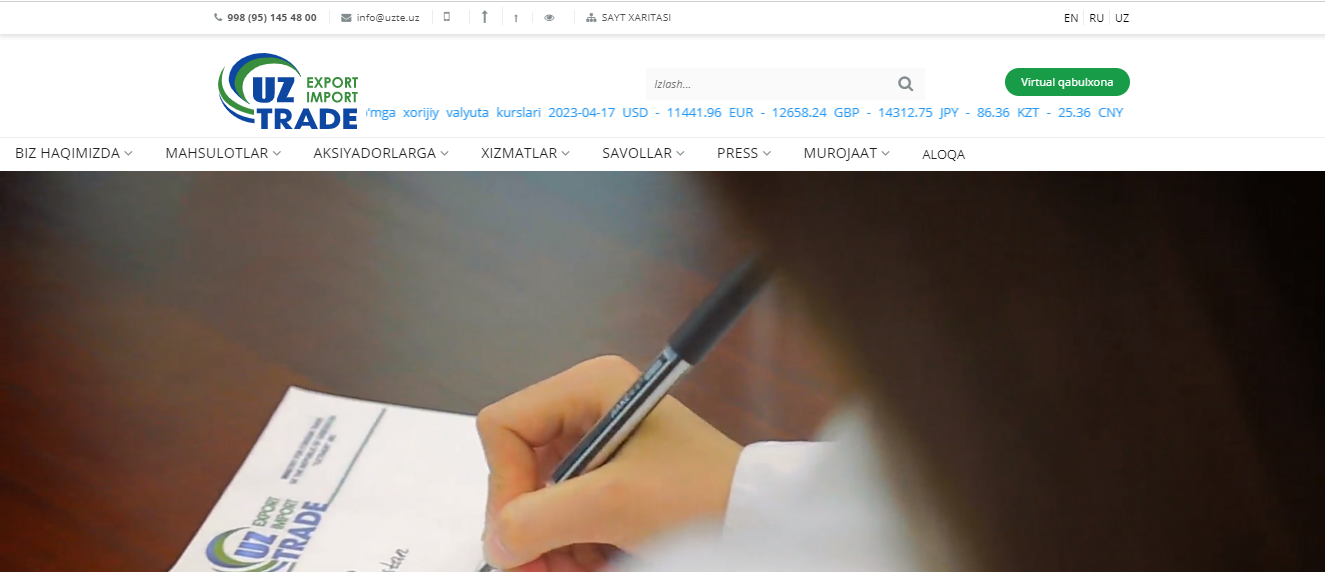 998 (95) 145 48 00 info@uzte.uz SAYT XARITASI EN RU UZ
UZ EXPORT IMPORT TRADE
Izlash...
Virtual qabulxona
'mga xorijiy valyuta kurslari 2023-04-17 USD - 11441.96 EUR - 12658.24 GBP - 14312.75 JPY - 86.36 KZT - 25.36 CNY
BIZ HAQIMIZDA MAHSULOTLAR AKSIYADORLARGA XIZMATLAR SAVOLLAR PRESS MUROJAAT ALOQA
UZ EXPORT IMPORT TRADE